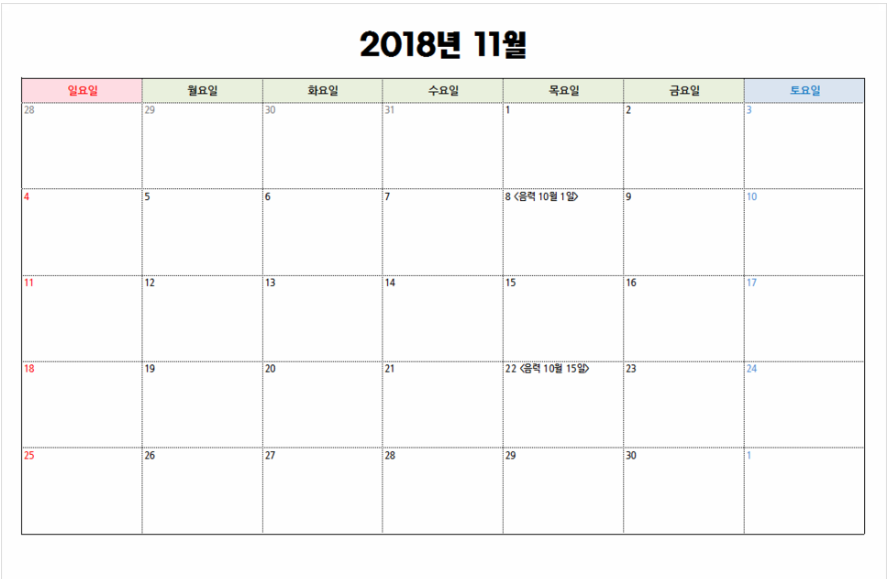 2018년 11월
일요일 월요일 화요일 수요일 목요일 금요일 토요일
28 29 30 31 1 2 3
4 5 6 7 8 <음력 10월 1일> 9 10
11 12 13 14 15 16 17
18 19 20 21 22 <음력 10월 15일> 23 24
25 26 27 28 29 30 1